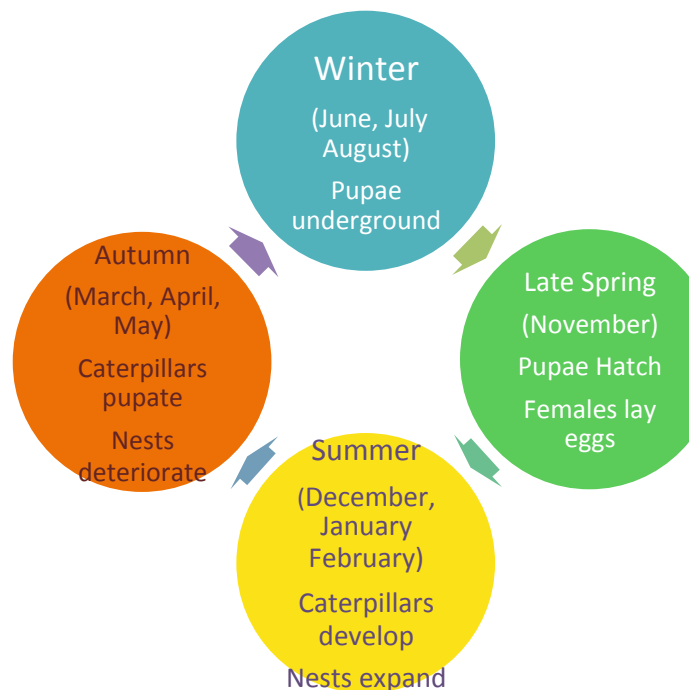 Winter
(June, July
August)
Pupae
underground
Late Spring
(November)
Pupae Hatch
Females lay
eggs
Summer
(December,
January
February)
Caterpillars
develop
Nests expand
Autumn
(March, April,
May)
Caterpillars
pupate
Nests
deteriorate